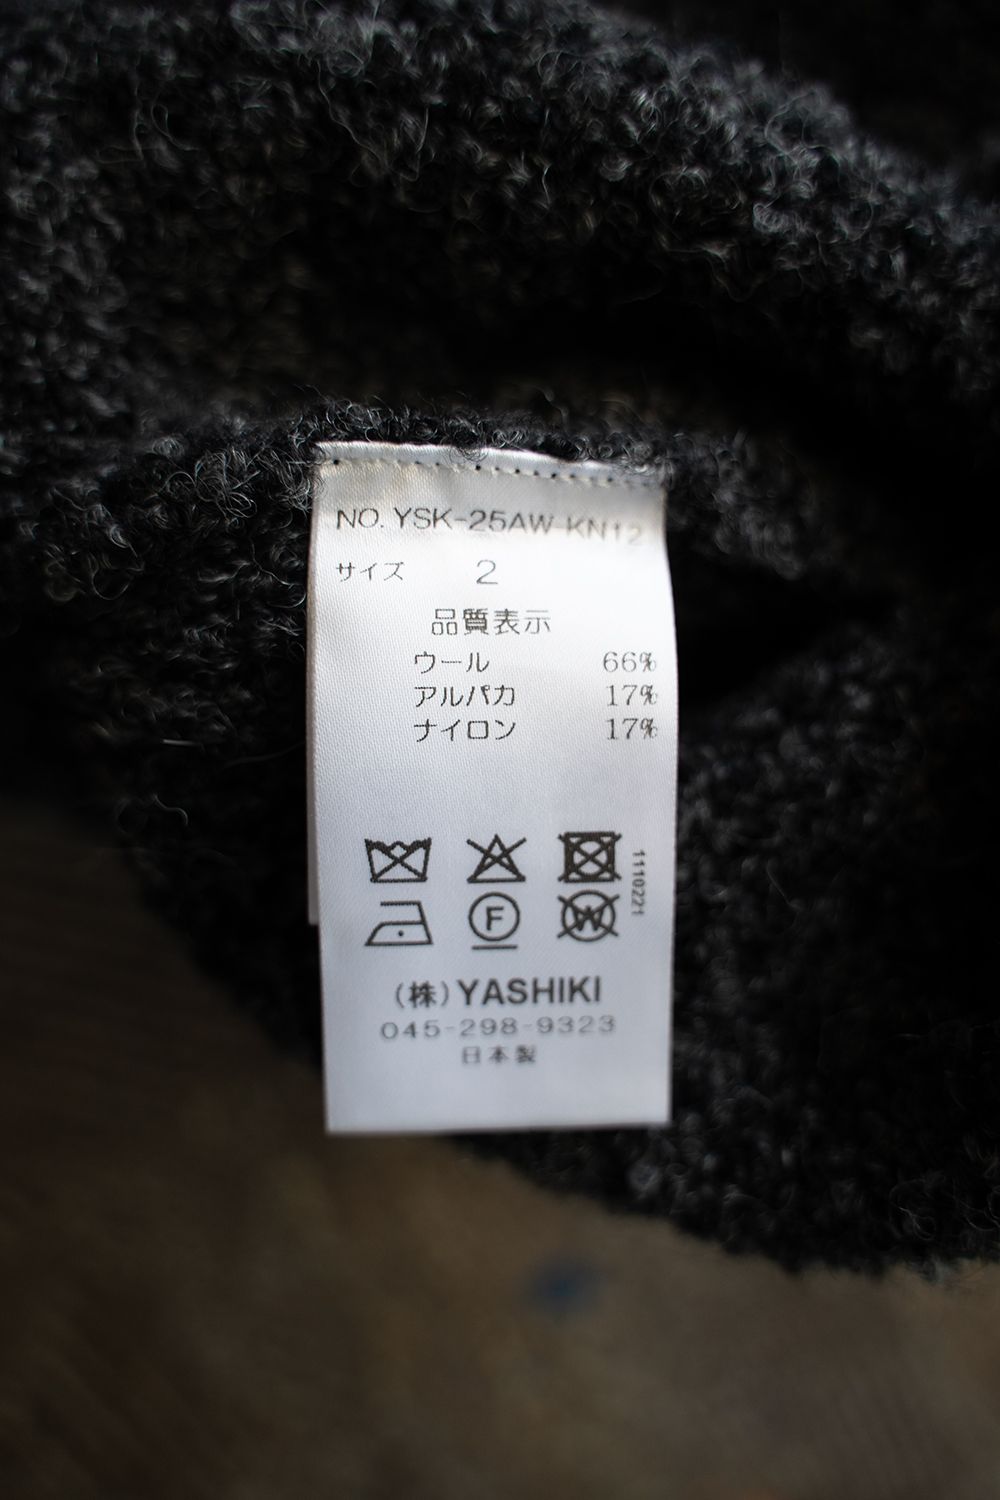 NO. YSK-25AW-KN12
サイズ 2
品質表示
ウール 66%
アルパカ 17%
ナイロン 17%
1110221
F
W
(株)YASHIKI
045-298-9323
日本製